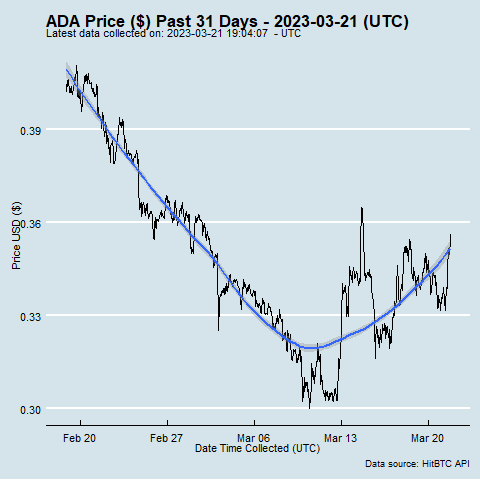 ADA Price ($) Past 31 Days - 2023-03-21 (UTC)
Latest data collected on: 2023-03-21 19:04:07 - UTC
Price USD ($)
0.39
0.36
0.33
0.30
Feb 20 Feb 27 Mar 06 Mar 13 Mar 20
Date Time Collected (UTC)
Data source: HitBTC API